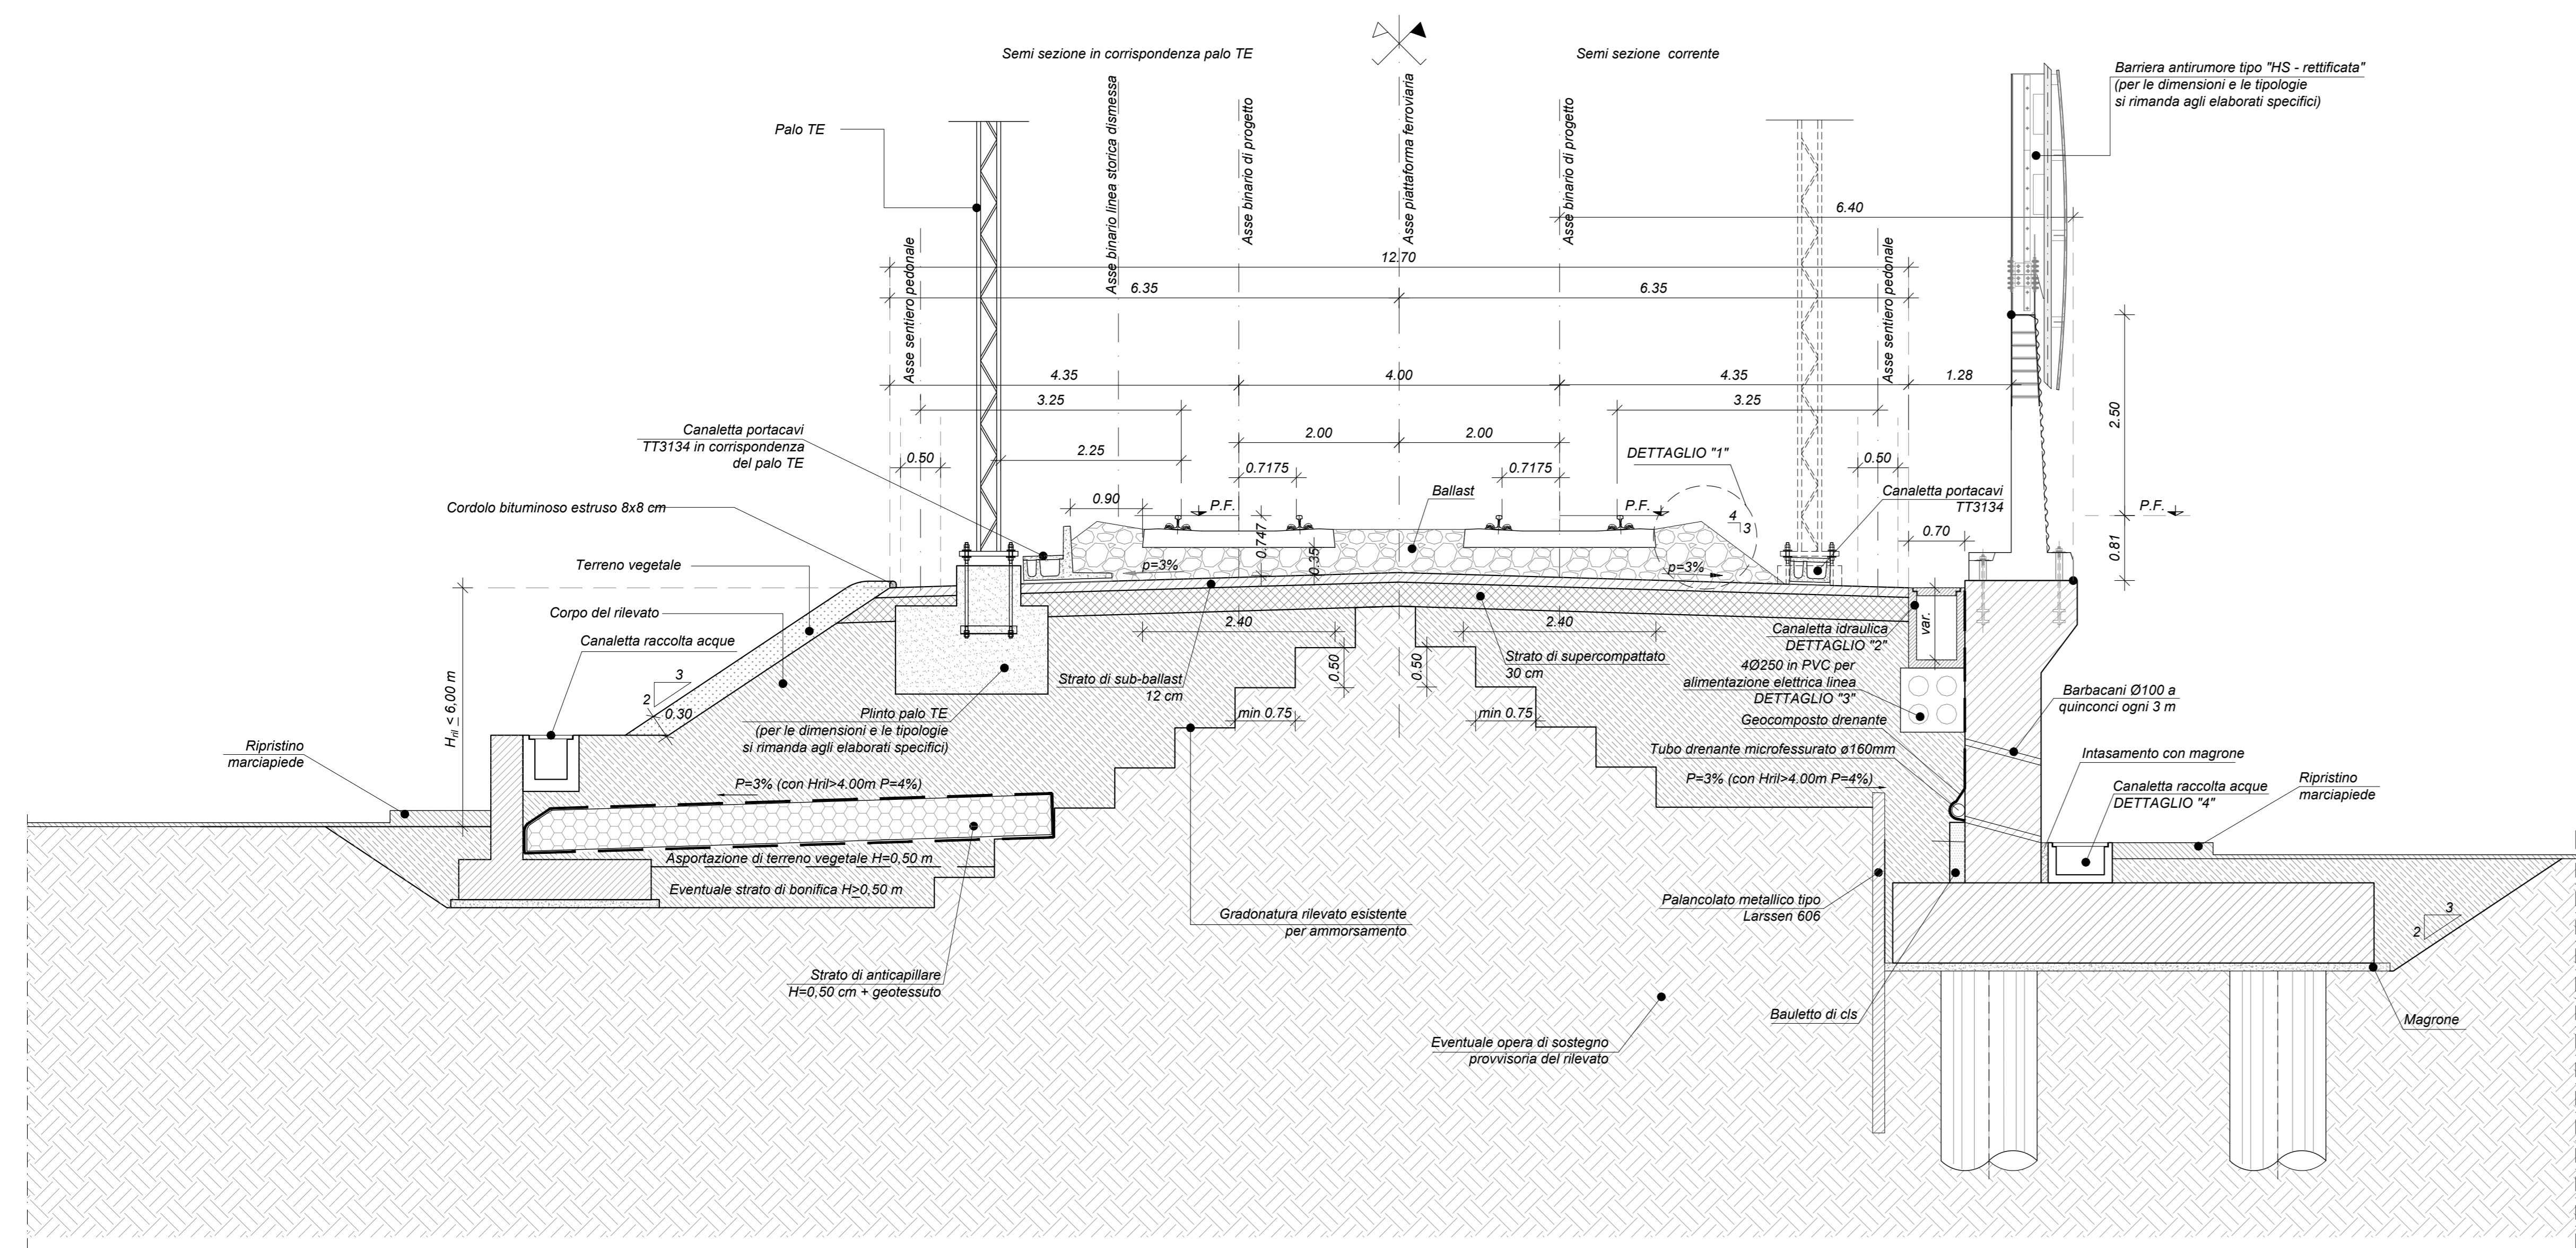 Semi sezione in corrispondenza palo TE
Semi sezione corrente
Barriera antirumore tipo "HS - rettificata"
(per le dimensioni e le tipologie
si rimanda agli elaborati specifici)
Palo TE
Asse sentiero pedonale
Asse binario linea storica dismessa
Asse binario di progetto
Asse piattaforma ferroviaria
Asse binario di progetto
Asse sentiero pedonale
6.40
12.70
6.35
6.35
4.35
4.00
4.35
1.28
3.25
3.25
2.50
0.81
2.00
2.00
2.25
0.50
0.7175
0.7175
0.50
0.90
P.F.
P.F.
P.F.
0.747
0.35
DETTAGLIO "1"
4
3
Ballast
Canaletta portacavi
TT3134 in corrispondenza
del palo TE
Canaletta portacavi
TT3134
0.70
Cordolo bituminoso estruso 8x8 cm
Terreno vegetale
Corpo del rilevato
Canaletta raccolta acque
p=3%
p=3%
Hril < 6,00 m
3
2
0.30
2.40
2.40
0.50
0.50
Strato di sub-ballast
12 cm
Strato di supercompattato
30 cm
min 0.75
min 0.75
Plinto palo TE
(per le dimensioni e le tipologie
si rimanda agli elaborati specifici)
Canaletta idraulica
DETTAGLIO "2"
var.
4Ø250 in PVC per
alimentazione elettrica linea
DETTAGLIO "3"
Geocomposto drenante
Tubo drenante microfessurato ø160mm
Barbacani Ø100 a
quinconci ogni 3 m
Intasamento con magrone
Ripristino
marciapiede
Canaletta raccolta acque
DETTAGLIO "4"
Ripristino
marciapiede
P=3% (con Hril>4.00m P=4%)
P=3% (con Hril>4.00m P=4%)
Asportazione di terreno vegetale H=0,50 m
Eventuale strato di bonifica H≥0,50 m
Gradonatura rilevato esistente
per ammorsamento
Palancolato metallico tipo
Larssen 606
3
2
Strato di anticapillare
H=0,50 cm + geotessuto
Bauletto di cls
Magrone
Eventuale opera di sostegno
provvisoria del rilevato